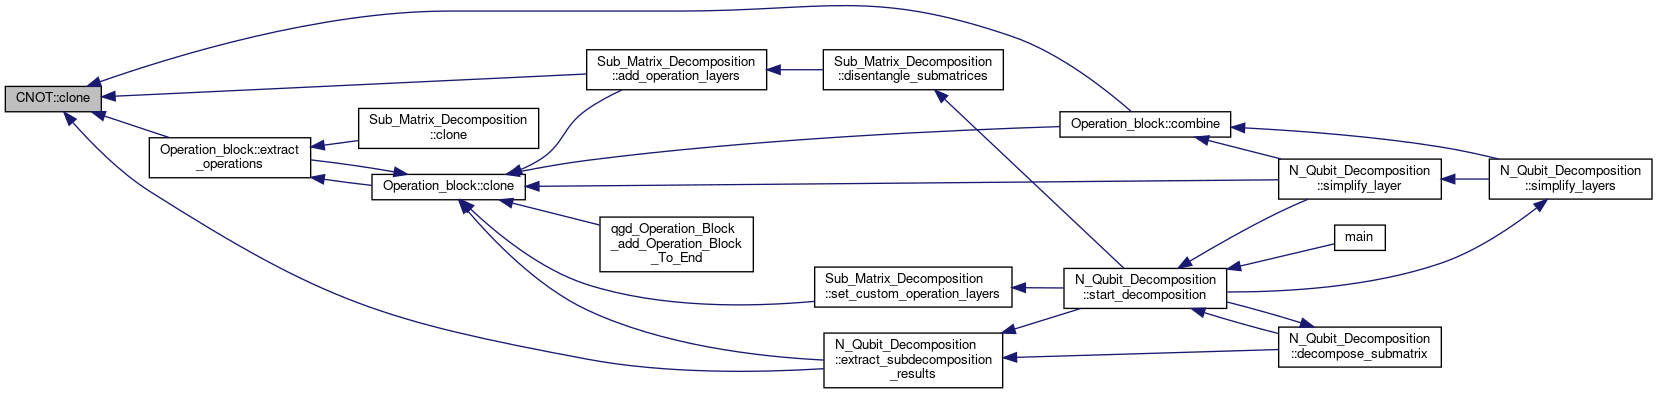 CNOT::clone
Operation_block::extract
_operations
Sub_Matrix_Decomposition
::clone
Operation_block::clone
Sub_Matrix_Decomposition
::add_operation_layers
qgd_Operation_Block
_add_Operation_Block
_To_End
Sub_Matrix_Decomposition
::disentangle_submatrices
Sub_Matrix_Decomposition
::set_custom_operation_layers
N_Qubit_Decomposition
::extract_subdecomposition
_results
Operation_block::combine
N_Qubit_Decomposition
::start_decomposition
N_Qubit_Decomposition
::simplify_layer
main
N_Qubit_Decomposition
::decompose_submatrix
N_Qubit_Decomposition
::simplify_layers